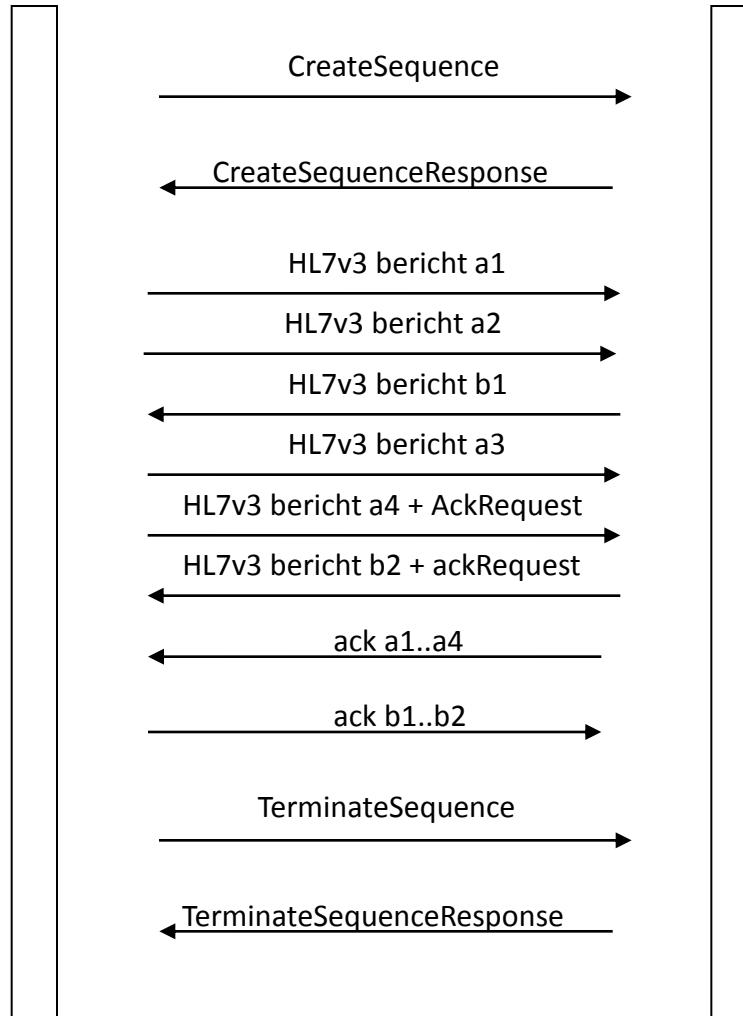 CreateSequence
CreateSequenceResponse
HL7v3 bericht a1
HL7v3 bericht a2
HL7v3 bericht b1
HL7v3 bericht a3
HL7v3 bericht a4 + AckRequest
HL7v3 bericht b2 + ackRequest
ack a1..a4
ack b1..b2
TerminateSequence
TerminateSequenceResponse